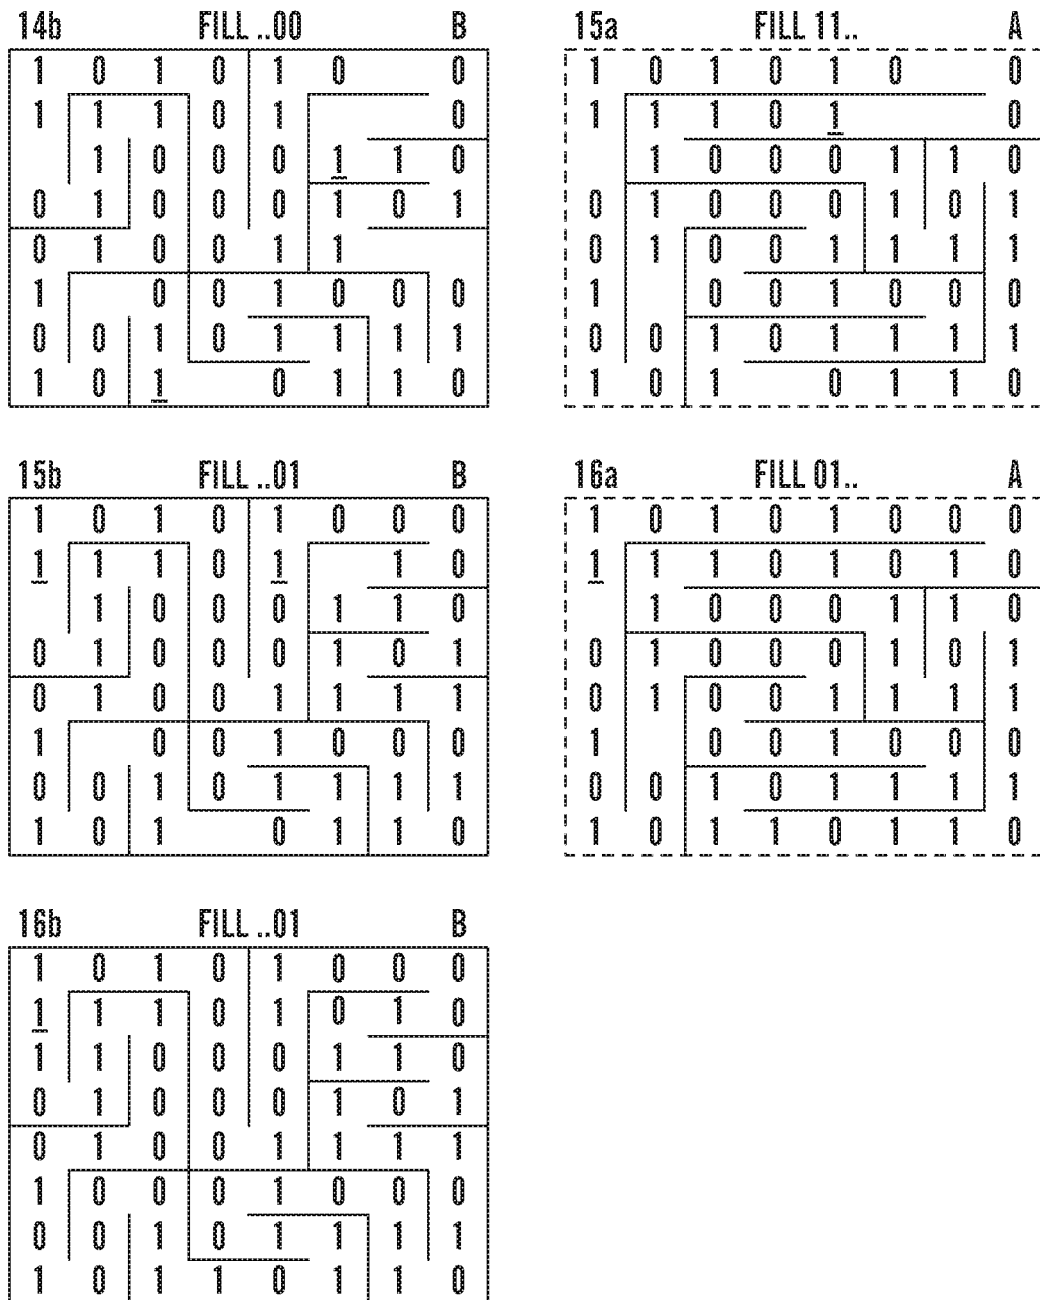 14b FILL ..00 B
1 0 1 0 1 0 0
1 1 1 0 1 0
1 0 0 0 1 1 0
0 1 0 0 0 1 0 1
0 1 0 0 1 1
1 0 0 1 0 0 0
0 0 1 0 1 1 1 1
1 0 1 0 1 1 0
15a FILL 11.. A
1 0 1 0 1 0 0
1 1 1 0 1 0
1 0 0 0 1 1 0
0 1 0 0 0 1 0 1
0 1 0 0 1 1 1 1
1 0 0 1 0 0 0
0 0 1 0 1 1 1 1
1 0 1 0 1 1 0
15b FILL ..01 B
1 0 1 0 1 0 0 0
1 1 1 0 1 1 0
1 0 0 0 1 1 0
0 1 0 0 0 1 0 1
0 1 0 0 1 1 1 1
1 0 0 1 0 0 0
0 0 1 0 1 1 1 1
1 0 1 0 1 1 0
16a FILL 01.. A
1 0 1 0 1 0 0 0
1 1 1 0 1 0 1 0
1 0 0 0 1 1 0
0 1 0 0 0 1 0 1
0 1 0 0 1 1 1 1
1 0 0 1 0 0 0
0 0 1 0 1 1 1 1
1 0 1 1 0 1 1 0
16b FILL ..01 B
1 0 1 0 1 0 0 0
1 1 1 0 1 0 1 0
1 1 0 0 0 1 1 0
0 1 0 0 0 1 0 1
0 1 0 0 1 1 1 1
1 0 0 0 1 0 0 0
0 0 1 0 1 1 1 1
1 0 1 1 0 1 1 0